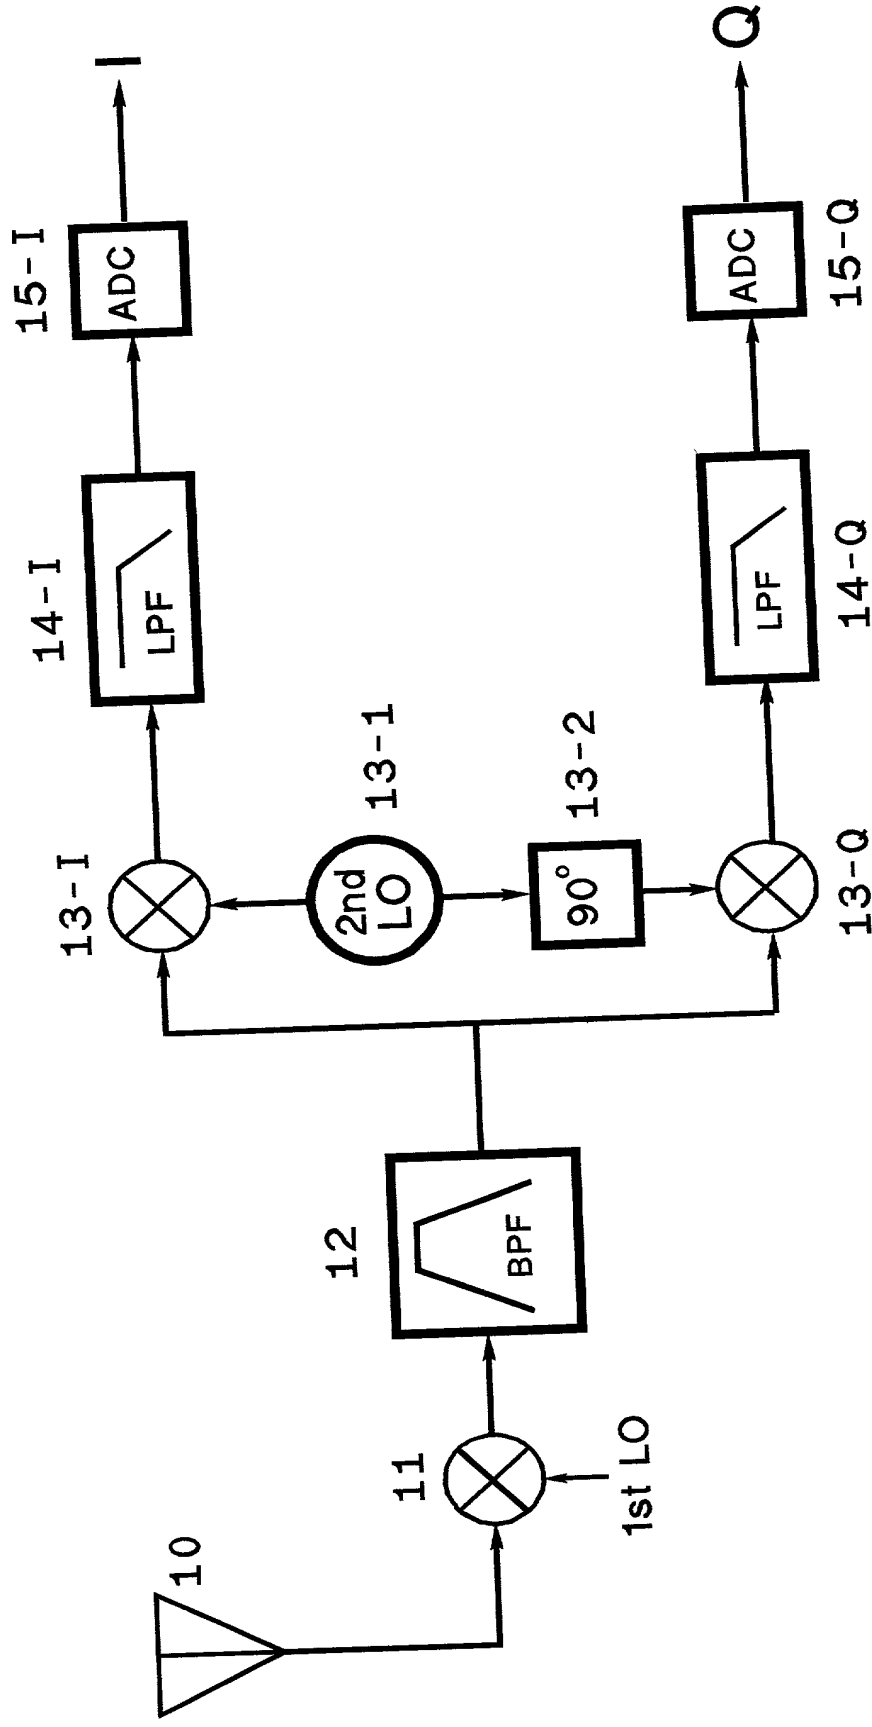 10
11
1st LO
12
BPF
13-I
2nd
LO
13-1
90°
13-2
13-Q
14-I
LPF
LPF
14-Q
15-I
ADC
I
ADC
15-Q
Q